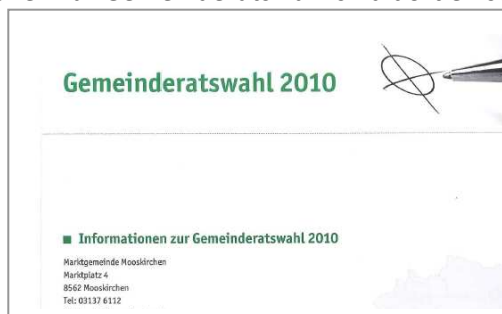 Gemeinderatswahl 2010
Informationen zur Gemeinderatswahl 2010
Marktgemeinde Mooskirchen
Marktplatz 4
8562 Mooskirchen
Tel: 03137 6112